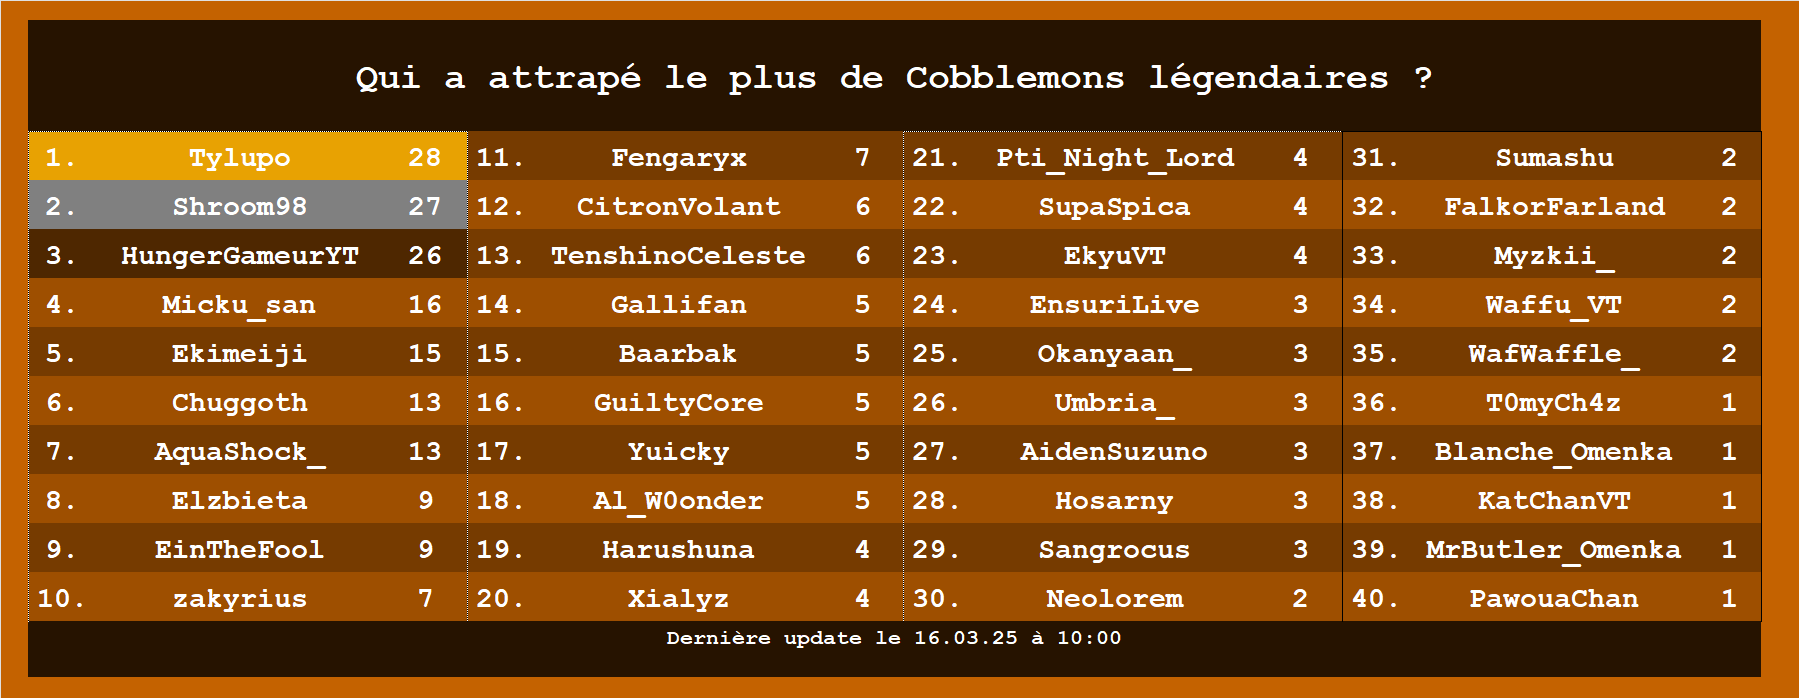 Qui a attrapé le plus de Cobblemons légendaires ?
1. Tylupo 28
2. Shroom98 27
3. HungerGameurYT 26
4. Micku_san 16
5. Ekimeiji 15
6. Chuggoth 13
7. AquaShock_ 13
8. Elzbieta 9
9. EinTheFool 9
10. zakyrius 7
11. Fengaryx 7
12. CitronVolant 6
13. TenshinoCeleste 6
14. Gallifan 5
15. Baarbak 5
16. GuiltyCore 5
17. Yuicky 5
18. Al_W0onder 5
19. Harushuna 4
20. Xialyz 4
21. Pti_Night_Lord 4
22. SupaSpica 4
23. EkyuVT 4
24. EnsuriLive 3
25. Okanyaan_ 3
26. Umbria_ 3
27. AidenSuzuno 3
28. Hosarny 3
29. Sangrocus 3
30. Neolorem 2
31. Sumashu 2
32. FalkorFarland 2
33. Myzkii_ 2
34. Waffu_VT 2
35. WafWaffle_ 2
36. T0myCh4z 1
37. Blanche_Omenka 1
38. KatChanVT 1
39. MrButler_Omenka 1
40. PawouaChan 1
Dernière update le 16.03.25 à 10:00